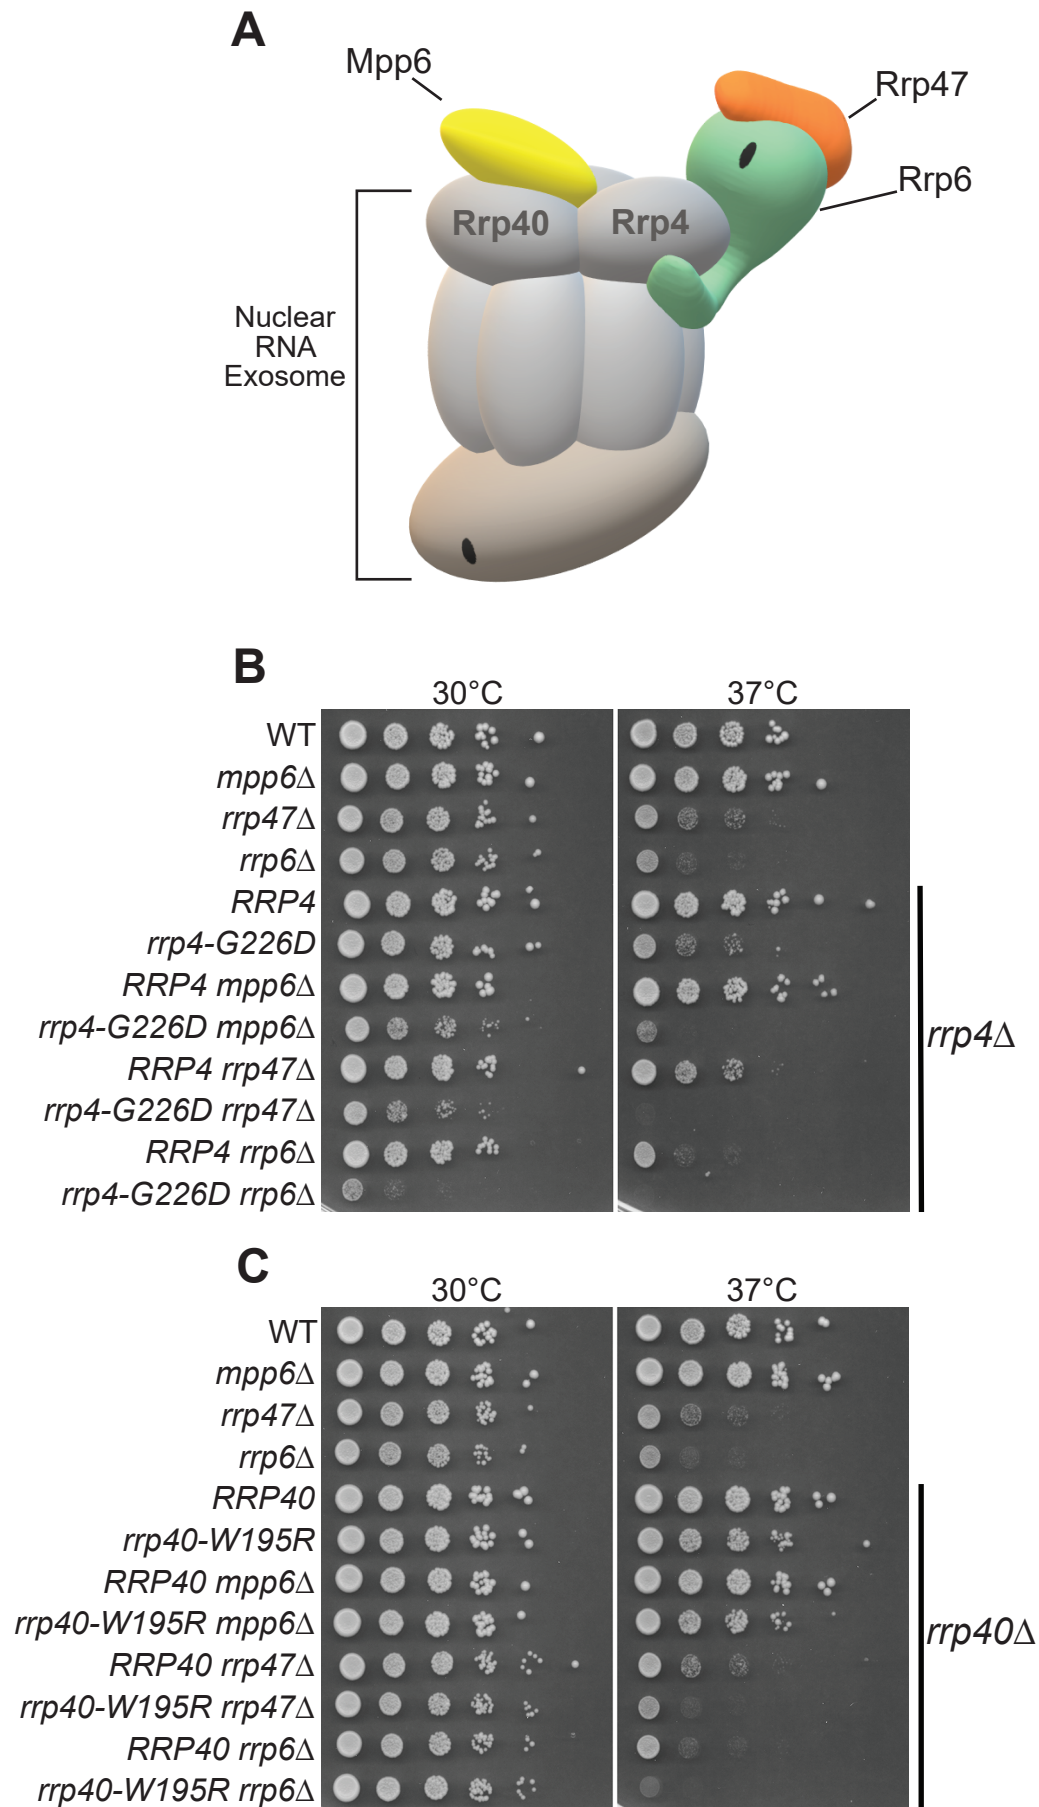 A
Mpp6
Rrp47
Rrp6
Rrp40
Rrp4
Nuclear
RNA
Exosome
B
30°C
37°C
WT
mpp6Δ
rrp47Δ
rrp6Δ
RRP4
rrp4-G226D
RRP4 mpp6Δ
rrp4-G226D mpp6Δ
RRP4 rrp47Δ
rrp4-G226D rrp47Δ
RRP4 rrp6Δ
rrp4-G226D rrp6Δ
rrp4Δ
C
30°C
37°C
WT
mpp6Δ
rrp47Δ
rrp6Δ
RRP40
rrp40-W195R
RRP40 mpp6Δ
rrp40-W195R mpp6Δ
RRP40 rrp47Δ
rrp40-W195R rrp47Δ
RRP40 rrp6Δ
rrp40-W195R rrp6Δ
rrp40Δ